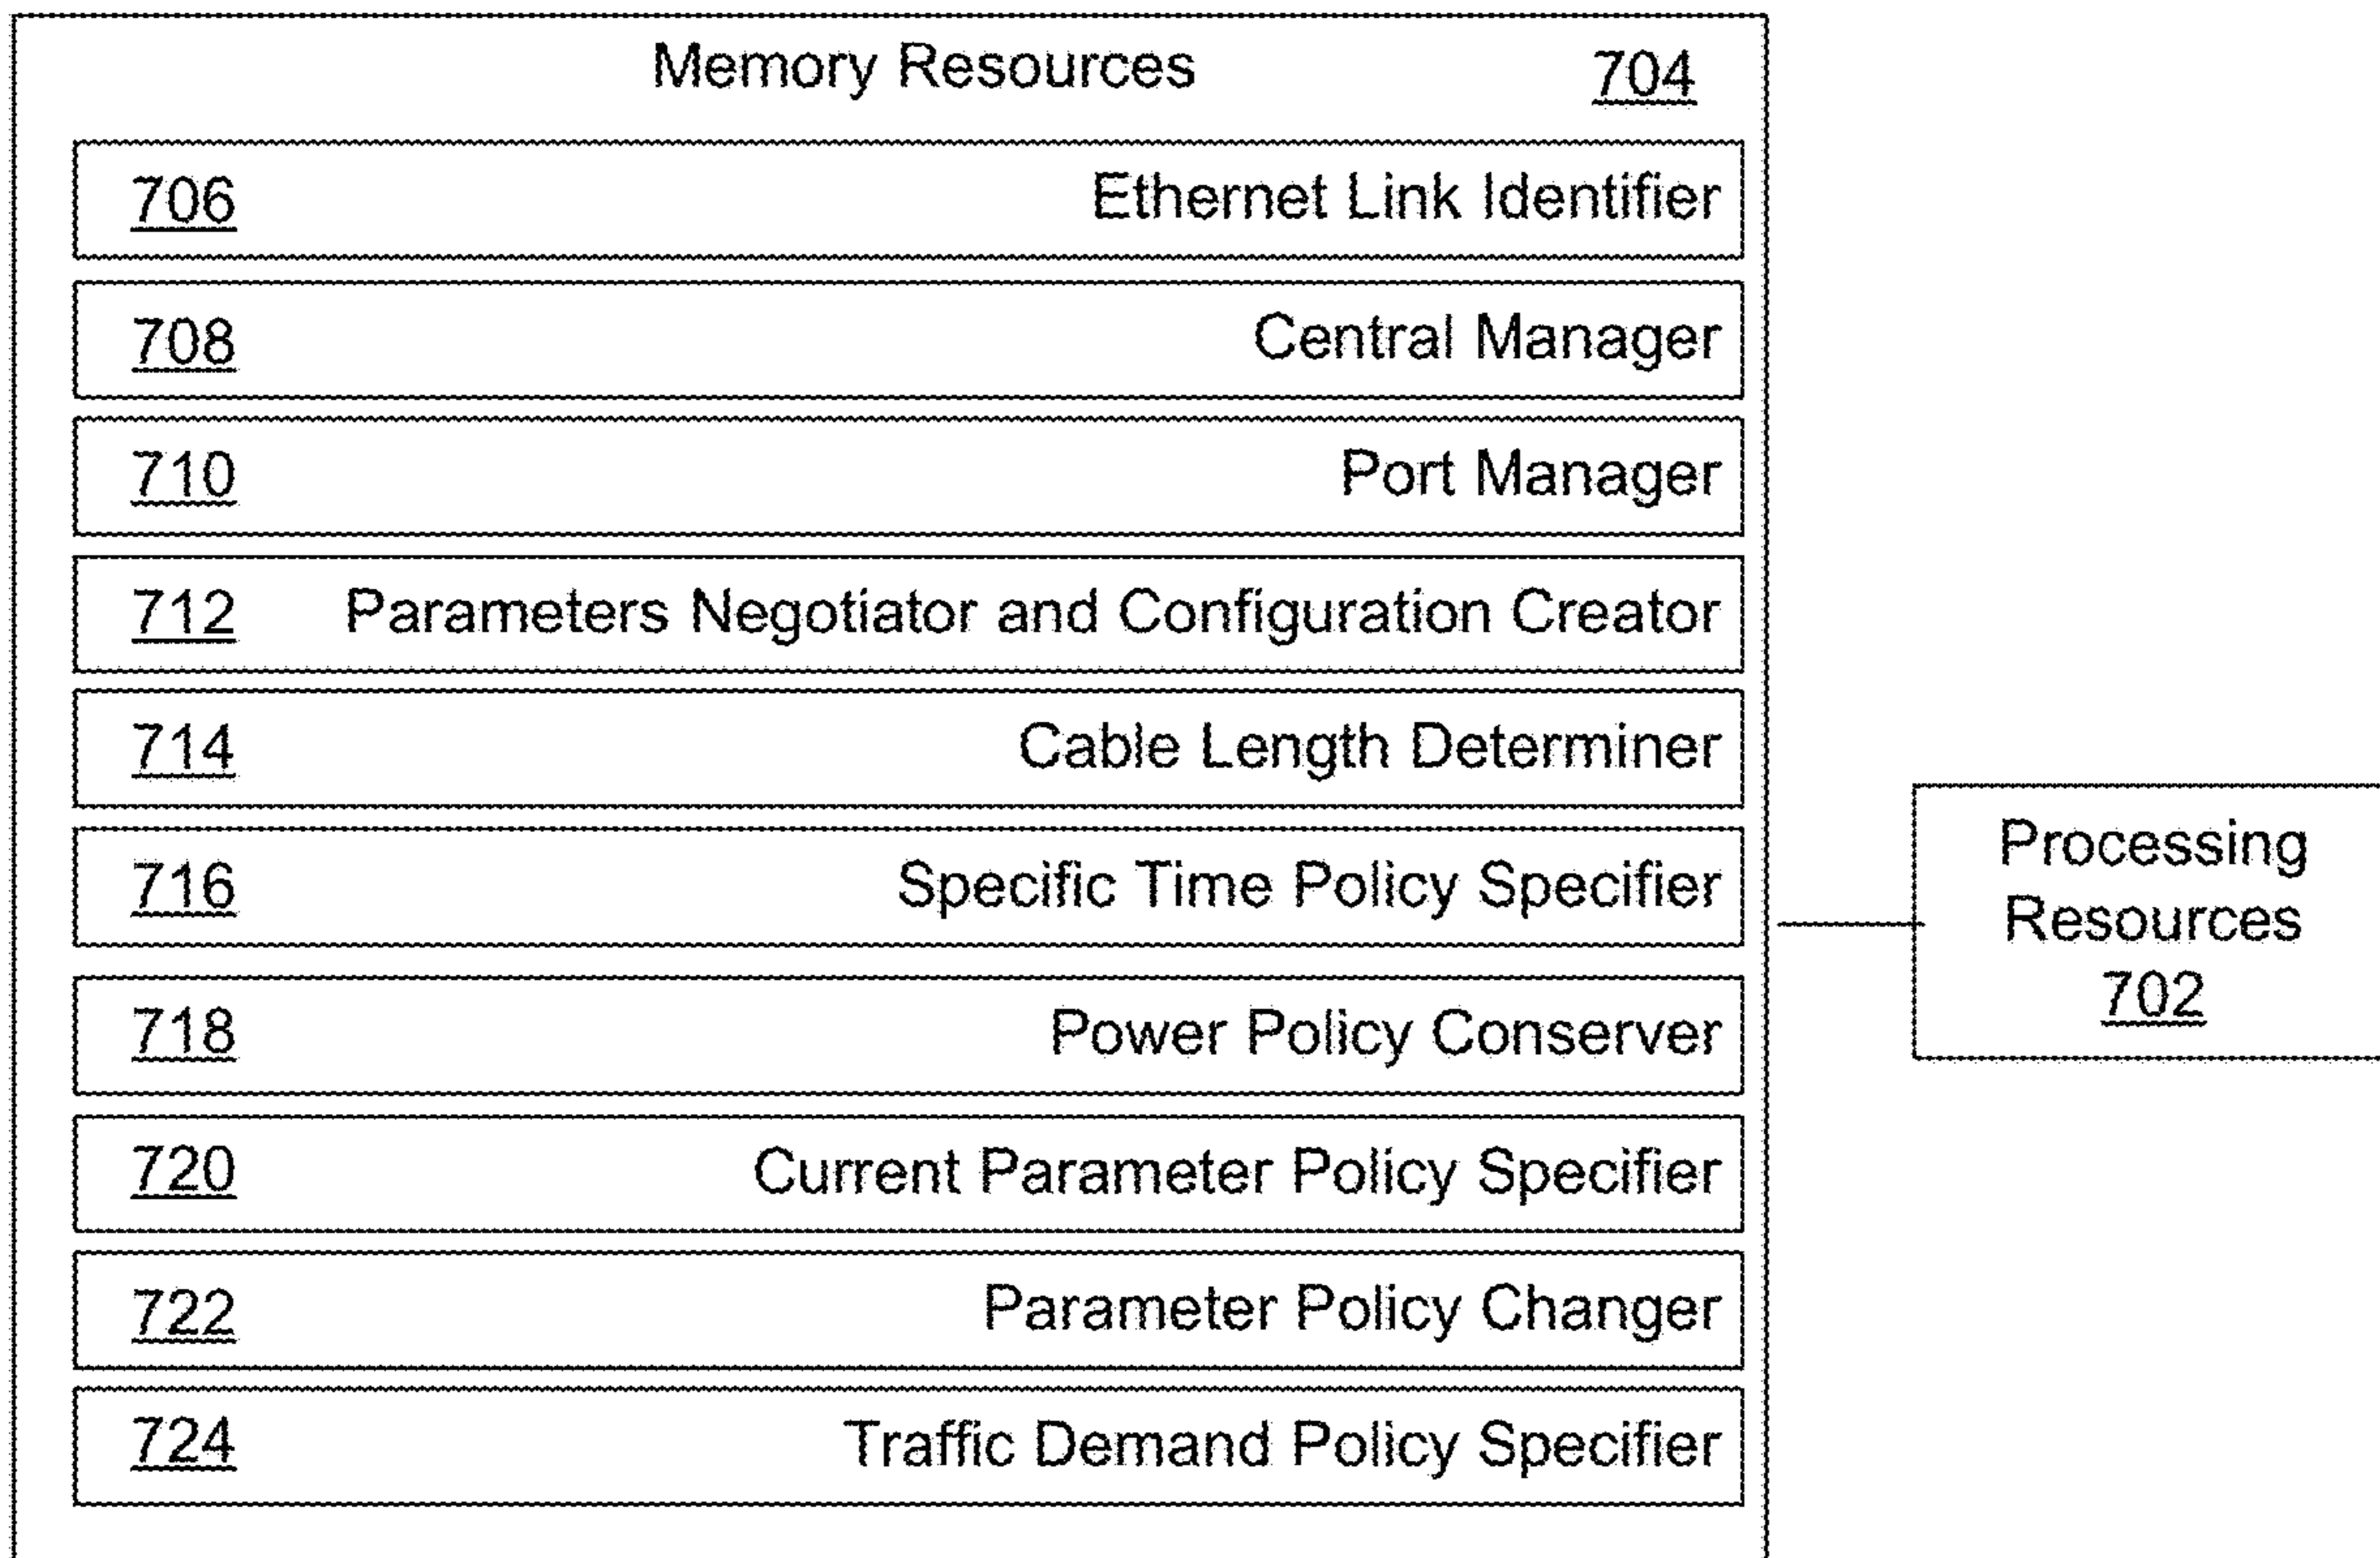 Memory Resources 704
706 Ethernet Link Identifier
708 Central Manager
710 Port Manager
712 Parameters Negotiator and Configuration Creator
714 Cable Length Determiner
716 Specific Time Policy Specifier
718 Power Policy Conserver
720 Current Parameter Policy Specifier
722 Parameter Policy Changer
724 Traffic Demand Policy Specifier
Processing
Resources
702